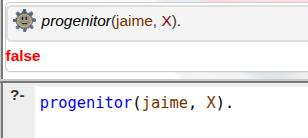 progenitor(jaime, X).
false
?- progenitor(jaime, X).